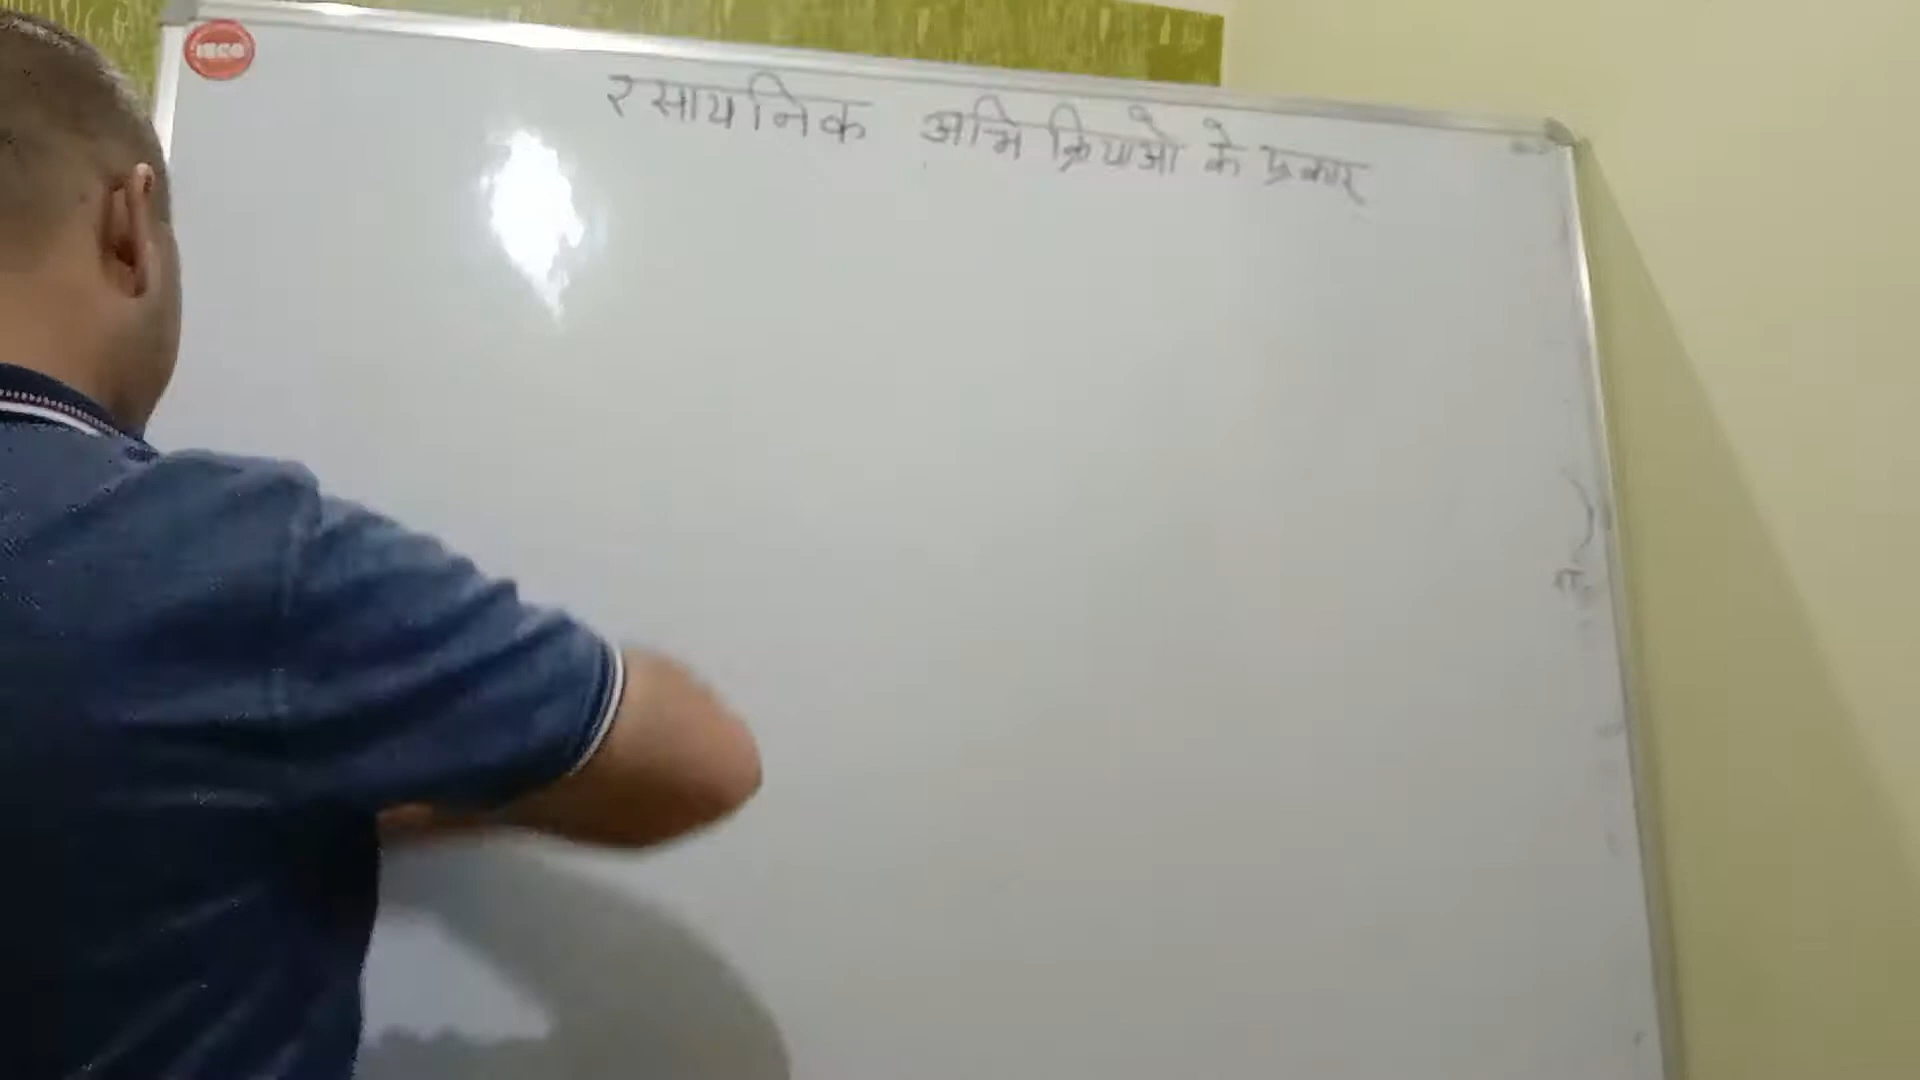 रसायनिक अभि क्रियाओ के प्रकार